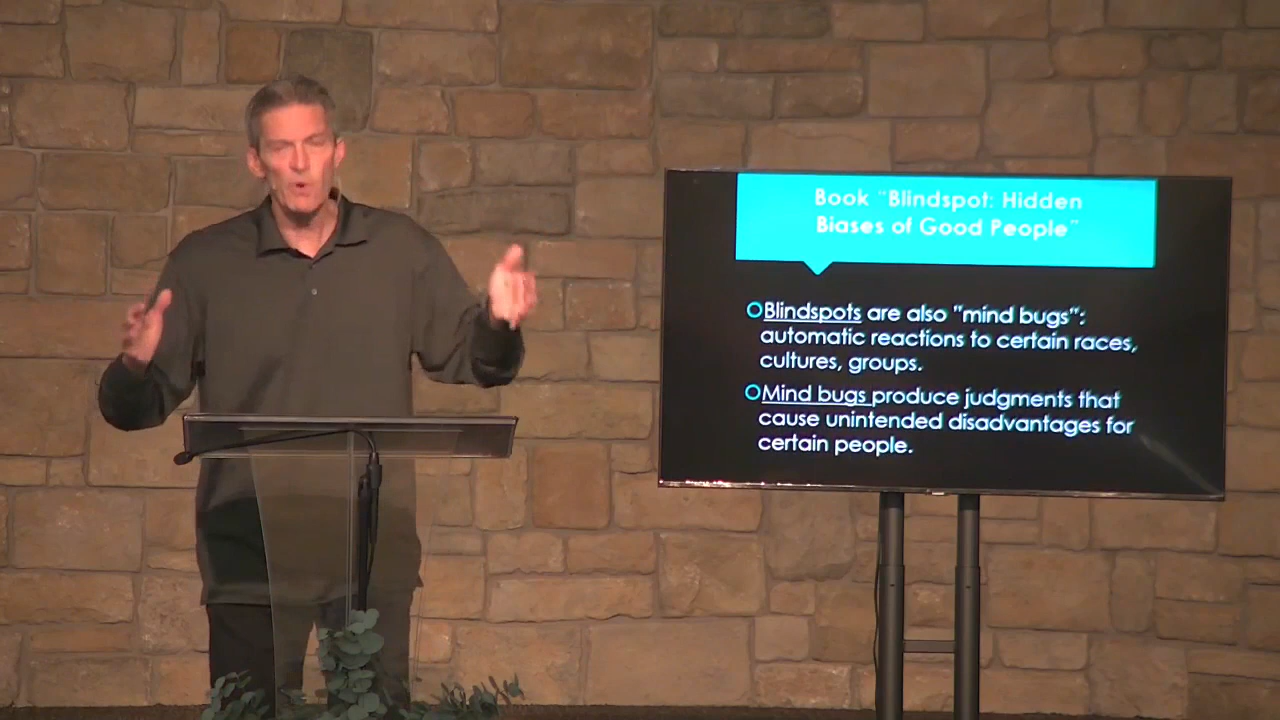 Book "Blindspot: Hidden
Biases of Good People"
Blindspots are also "mind bugs":
automatic reactions to certain races,
cultures, groups.
Mind bugs produce judgments that
cause unintended disadvantages for
certain people.